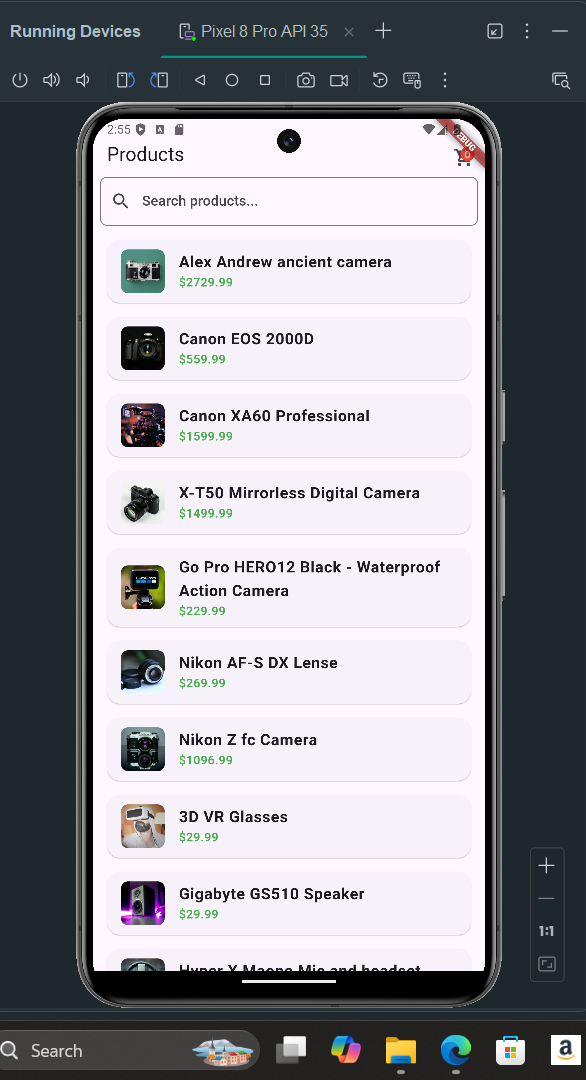 Running Devices
Pixel 8 Pro API 35
2:55
Products
0
Search products...
Alex Andrew ancient camera
$2729.99
Canon EOS 2000D
$559.99
Canon XA60 Professional
$1599.99
X-T50 Mirrorless Digital Camera
$1499.99
Go Pro HERO12 Black - Waterproof
Action Camera
$229.99
Nikon AF-S DX Lense
$269.99
Nikon Z fc Camera
$1096.99
3D VR Glasses
$29.99
Gigabyte GS510 Speaker
$29.99
1:1
Search